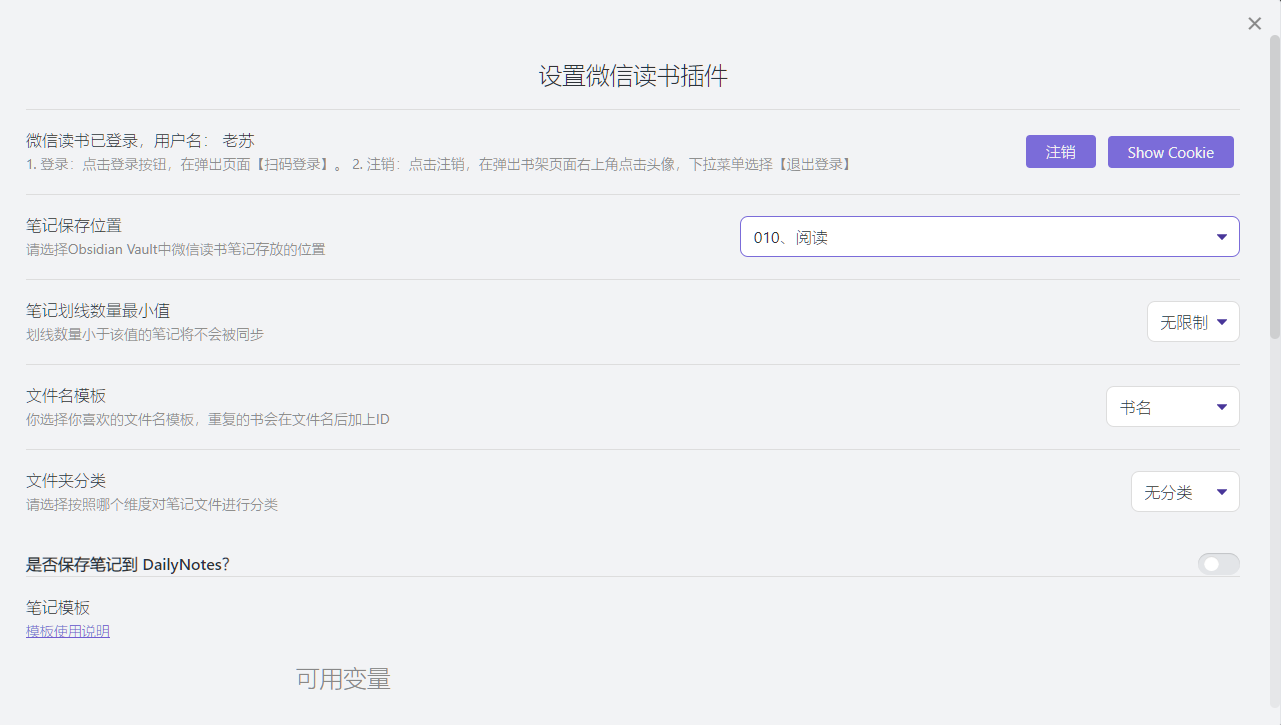 设置微信读书插件
微信读书已登录，用户名： 老苏
1. 登录：点击登录按钮，在弹出页面【扫码登录】。 2. 注销：点击注销，在弹出书架页面右上角点击头像，下拉菜单选择【退出登录】
注销
Show Cookie
笔记保存位置
请选择Obsidian Vault中微信读书笔记存放的位置
010、阅读
笔记划线数量最小值
划线数量小于该值的笔记将不会被同步
无限制
文件名模板
你选择你喜欢的文件名模板，重复的书会在文件名后加上ID
书名
文件夹分类
请选择按照哪个维度对笔记文件进行分类
无分类
是否保存笔记到 DailyNotes？
笔记模板
模板使用说明
可用变量